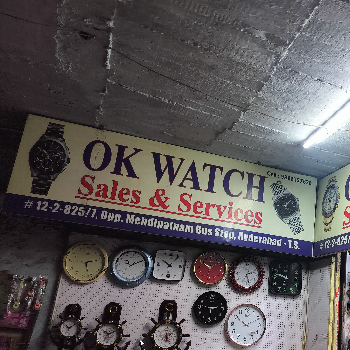 OK WATCH
Sales & Services
# 12-2-825/7, Opp. Mehdipatnam Bus Stop, Hyderabad - T.S.